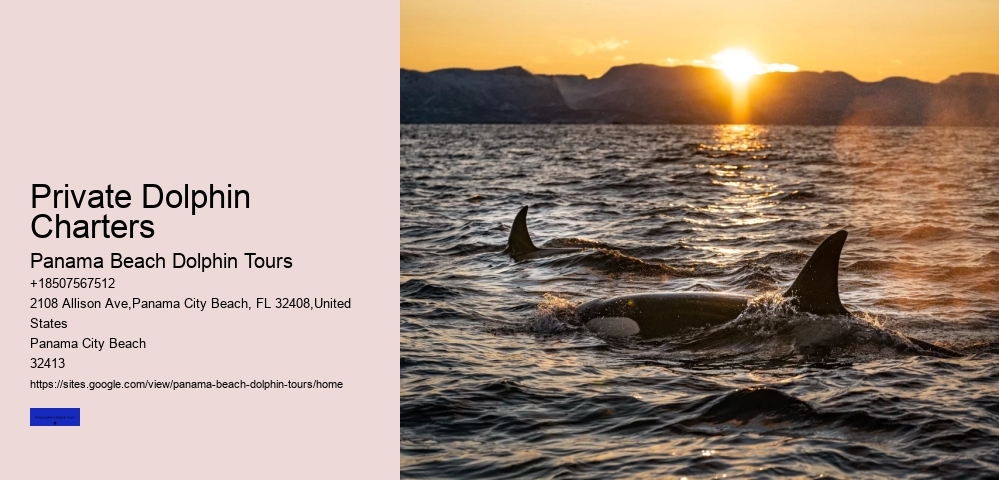 Private Dolphin
Charters
Panama Beach Dolphin Tours
+18507567512
2108 Allison Ave,Panama City Beach, FL 32408,United
States
Panama City Beach
32413
https://sites.google.com/view/panama-beach-dolphin-tours/home